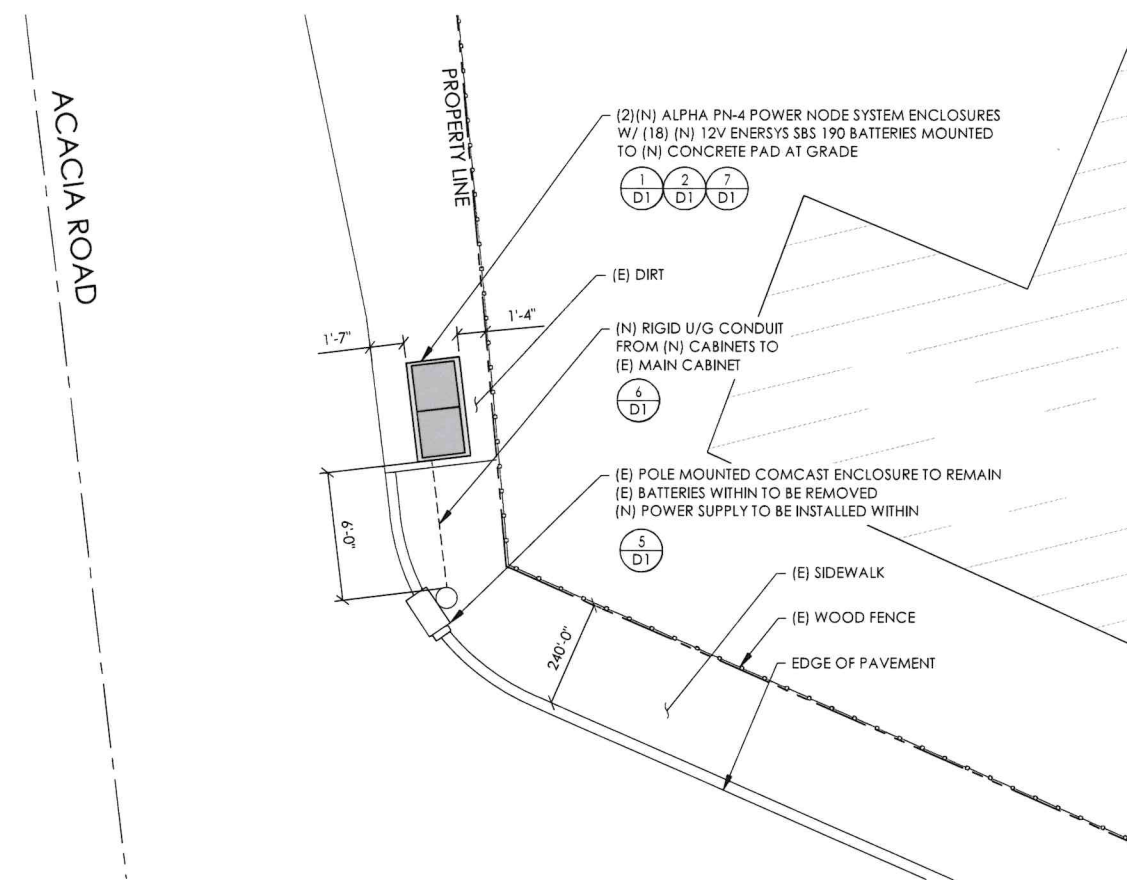 ACACIA ROAD
PROPERTY LINE
(2)(N) ALPHA PN-4 POWER NODE SYSTEM ENCLOSURES
W/ (18) (N) 12V ENERSYS SBS 190 BATTERIES MOUNTED
TO (N) CONCRETE PAD AT GRADE
1 2 7
D1 D1 D1
(E) DIRT
1'-7"
1'-4"
(N) RIGID U/G CONDUIT
FROM (N) CABINETS TO
(E) MAIN CABINET
6
D1
(E) POLE MOUNTED COMCAST ENCLOSURE TO REMAIN
(E) BATTERIES WITHIN TO BE REMOVED
(N) POWER SUPPLY TO BE INSTALLED WITHIN
5
D1
6'-0"
(E) SIDEWALK
(E) WOOD FENCE
240'-0"
EDGE OF PAVEMENT